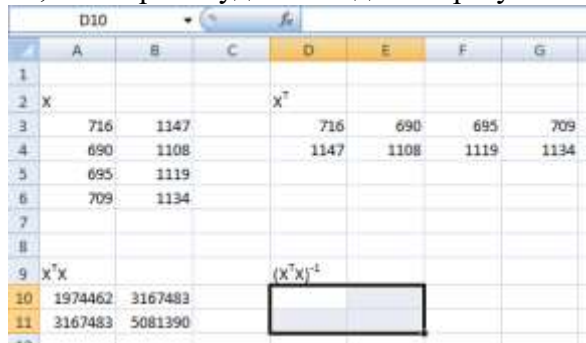 D10 fx
A B C D E F G
1
2 X X^T
3 716 1147 716 690 695 709
4 690 1108 1147 1108 1119 1134
5 695 1119
6 709 1134
7
8
9 X^TX (X^TX)^-1
10 1974462 3167483
11 3167483 5081390